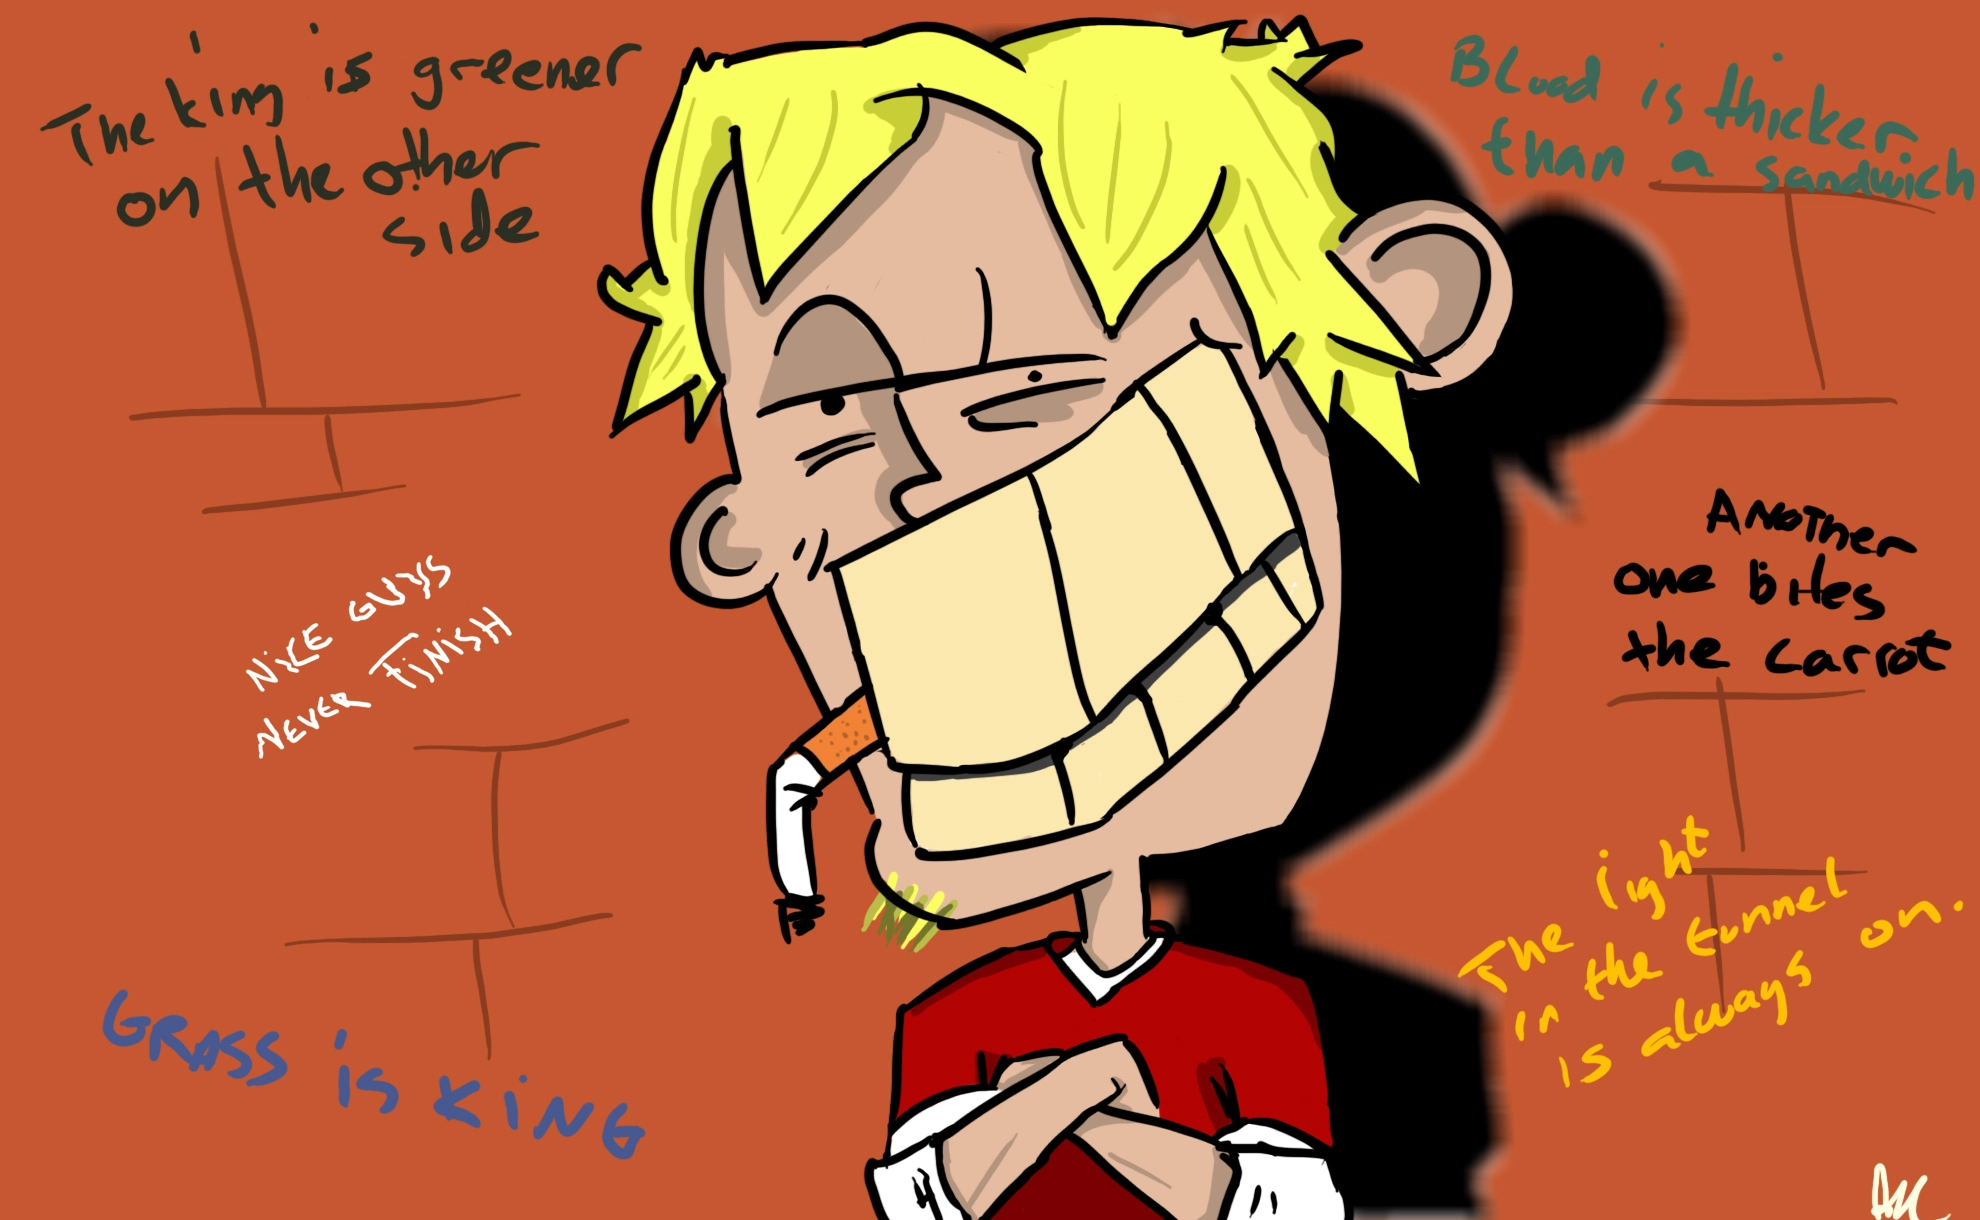 The king is greener
on the other
side
Blood is thicker
than a sandwich
NiCE GUYS
NEVER FiNiSH
ANOTHER
one bites
the carrot
GRASS is KiNG
The light
in the tunnel
is always on.